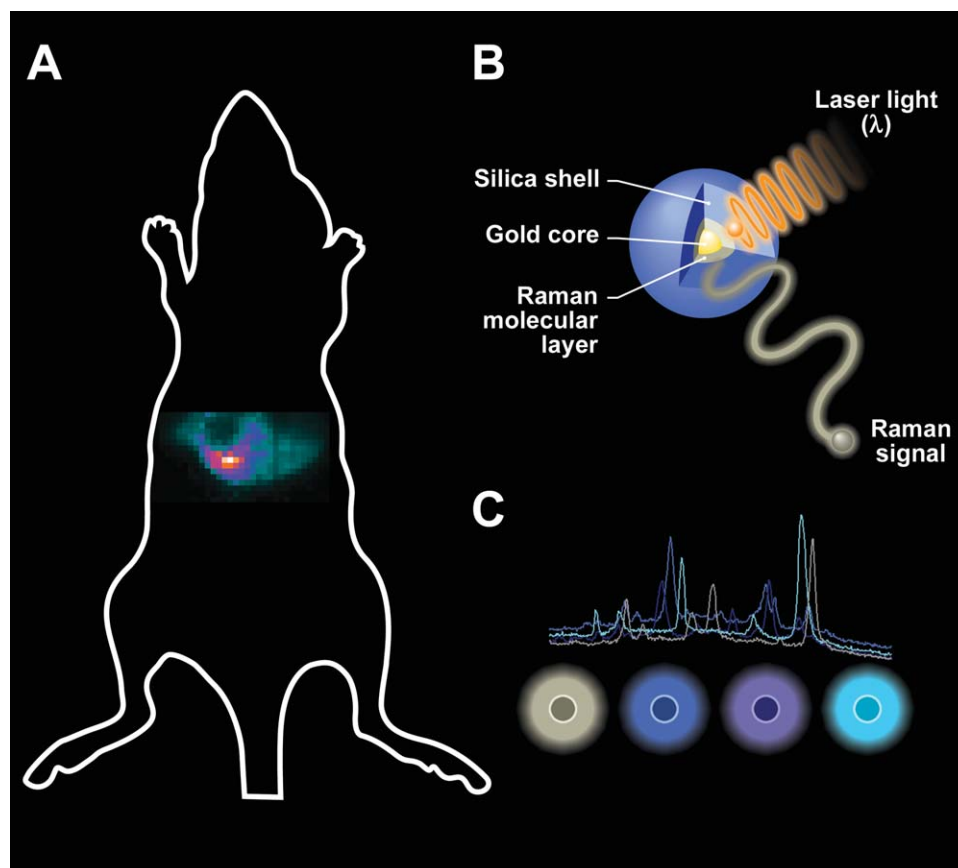 A
B
Laser light
(λ)
Silica shell
Gold core
Raman
molecular
layer
Raman
signal
C